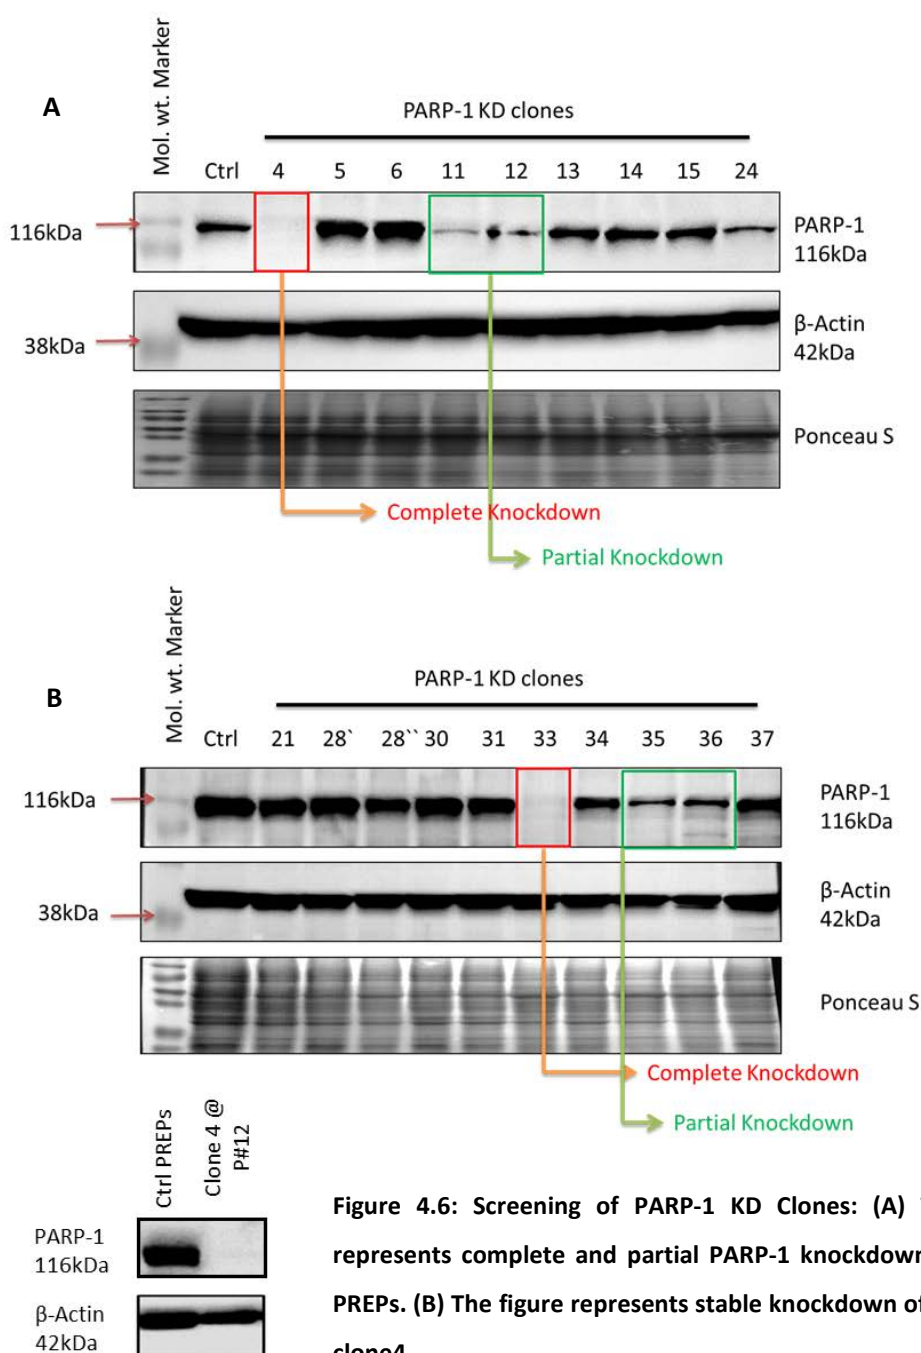 A
Mol. wt. Marker
PARP-1 KD clones
Ctrl 4 5 6 11 12 13 14 15 24
116kDa
PARP-1
116kDa
38kDa
β-Actin
42kDa
Ponceau S
Complete Knockdown
Partial Knockdown
B
Mol. wt. Marker
PARP-1 KD clones
Ctrl 21 28` 28`` 30 31 33 34 35 36 37
116kDa
PARP-1
116kDa
38kDa
β-Actin
42kDa
Ponceau S
Complete Knockdown
Partial Knockdown
Ctrl PREPs
Clone 4 @
P#12
PARP-1
116kDa
β-Actin
42kDa
Figure 4.6: Screening of PARP-1 KD Clones: (A)
represents complete and partial PARP-1 knockdown
PREPs. (B) The figure represents stable knockdown of
clone4